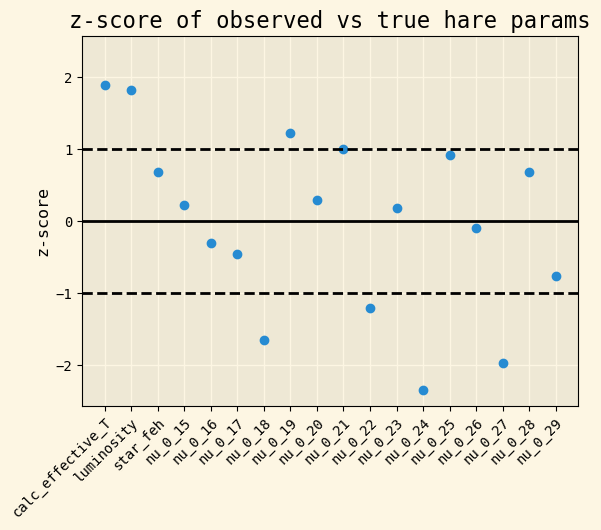 z-score of observed vs true hare params
z-score
2
1
0
−1
−2
calc_effective_T
luminosity
star_feh
nu_0_15
nu_0_16
nu_0_17
nu_0_18
nu_0_19
nu_0_20
nu_0_21
nu_0_22
nu_0_23
nu_0_24
nu_0_25
nu_0_26
nu_0_27
nu_0_28
nu_0_29